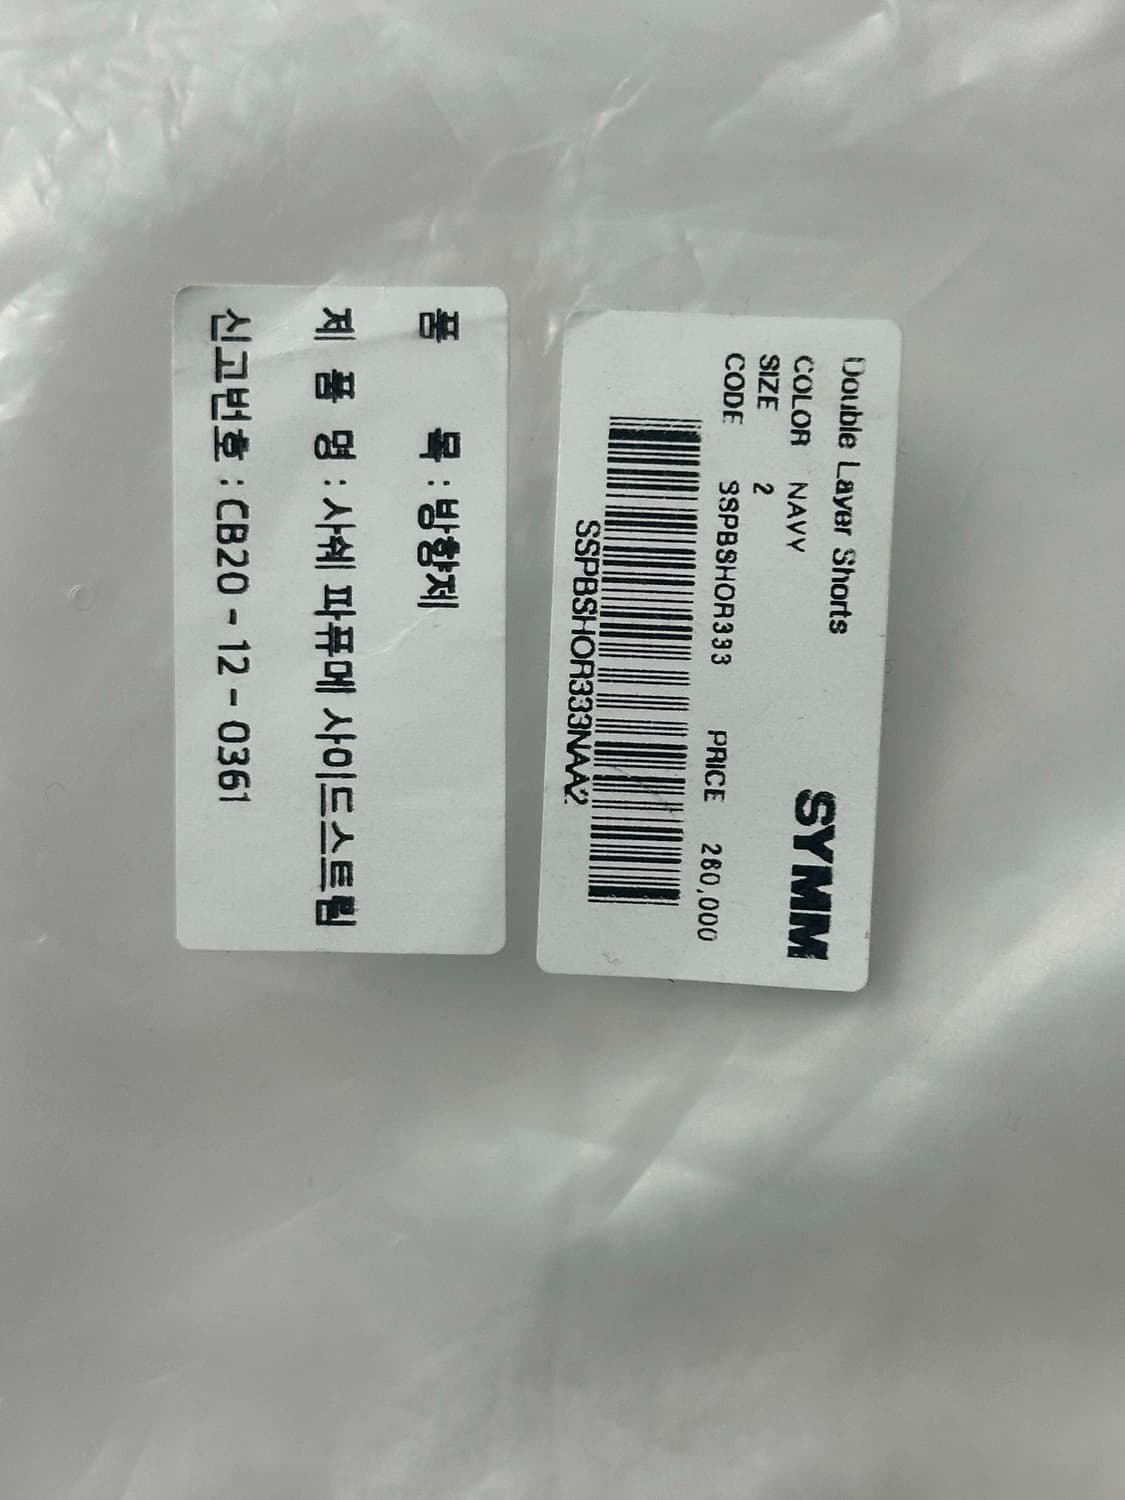 Double Layer Shorts
SYMM
COLOR NAVY
SIZE 2
CODE SSPBSHOR333 PRICE 260,000
SSPBSHOR333NAA2
품 목 : 방향제
제 품 명 : 사쉐 파퓨메 사이드스트림
신고번호 : CB20-12-0361